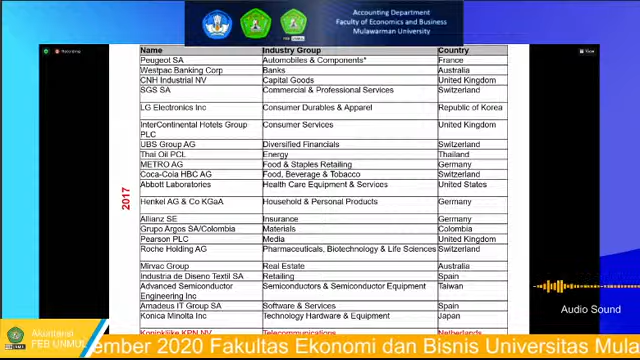 Accounting Department
Faculty of Economics and Business
Mulawarman University
Recording
View
Name Industry Group Country
Peugeot SA Automobiles & Components* France
Westpac Banking Corp Banks Australia
CNH Industrial NV Capital Goods United Kingdom
SGS SA Commercial & Professional Services Switzerland
LG Electronics Inc Consumer Durables & Apparel Republic of Korea
InterContinental Hotels Group Consumer Services United Kingdom
PLC
UBS Group AG Diversified Financials Switzerland
Thai Oil PCL Energy Thailand
METRO AG Food & Staples Retailing Germany
Coca-Cola HBC AG Food, Beverage & Tobacco Switzerland
Abbott Laboratories Health Care Equipment & Services United States
2017
Henkel AG & Co KGaA Household & Personal Products Germany
Allianz SE Insurance Germany
Grupo Argos SA/Colombia Materials Colombia
Pearson PLC Media United Kingdom
Roche Holding AG Pharmaceuticals, Biotechnology & Life Sciences Switzerland
Mirvac Group Real Estate Australia
Industria de Diseno Textil SA Retailing Spain
Advanced Semiconductor Semiconductors & Semiconductor Equipment Taiwan
Engineering Inc
Amadeus IT Group SA Software & Services Spain
Konica Minolta Inc Technology Hardware & Equipment Japan
Koninklijke KPN NV Telecommunications Netherlands
Audio Sound
Akuntansi
FEB UNMUL
ember 2020 Fakultas Ekonomi dan Bisnis Universitas Mula